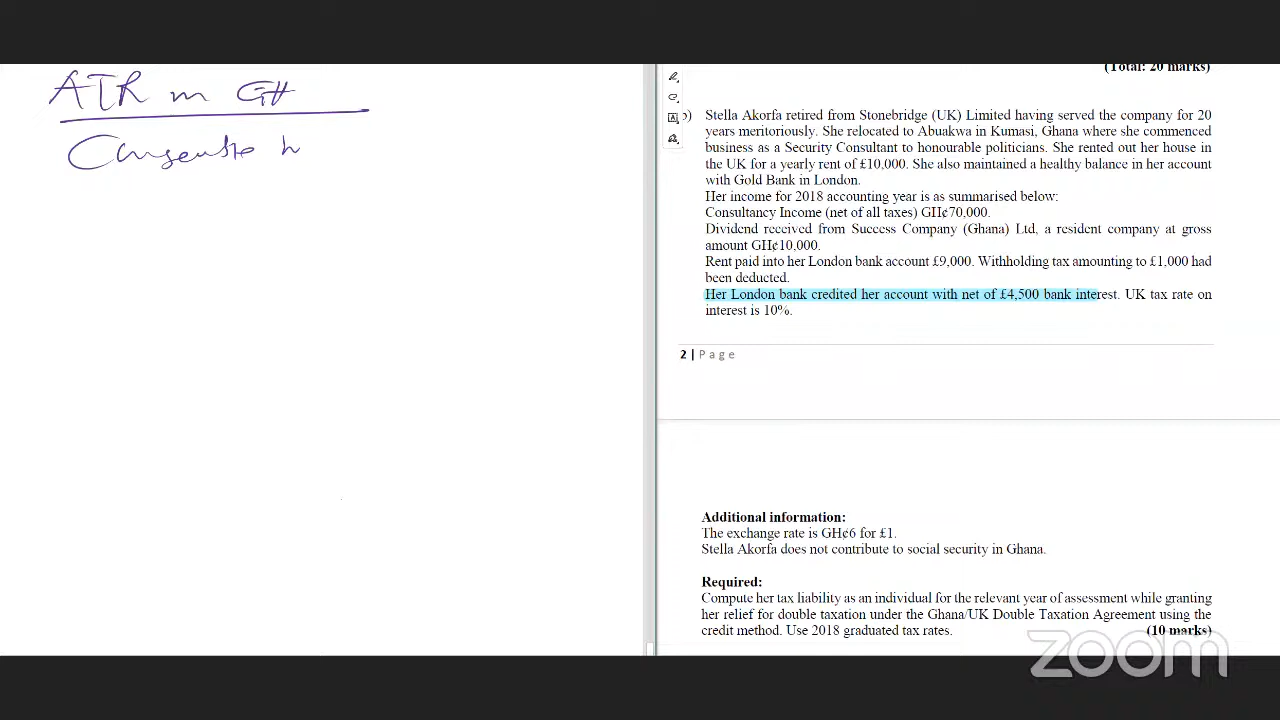 ATR in GH
(Total: 20 marks)
Stella Akorfa retired from Stonebridge (UK) Limited having served the company for 20
years meritoriously. She relocated to Abuakwa in Kumasi, Ghana where she commenced
business as a Security Consultant to honourable politicians. She rented out her house in
the UK for a yearly rent of £10,000. She also maintained a healthy balance in her account
with Gold Bank in London.
Her income for 2018 accounting year is as summarised below:
Consultancy Income (net of all taxes) GH¢70,000.
Dividend received from Success Company (Ghana) Ltd, a resident company at gross
amount GH¢10,000.
Rent paid into her London bank account £9,000. Withholding tax amounting to £1,000 had
been deducted.
Her London bank credited her account with net of £4,500 bank interest. UK tax rate on
interest is 10%.
2 | Page
Additional information:
The exchange rate is GH¢6 for £1.
Stella Akorfa does not contribute to social security in Ghana.
Required:
Compute her tax liability as an individual for the relevant year of assessment while granting
her relief for double taxation under the Ghana/UK Double Taxation Agreement using the
credit method. Use 2018 graduated tax rates. (10 marks)
zoom